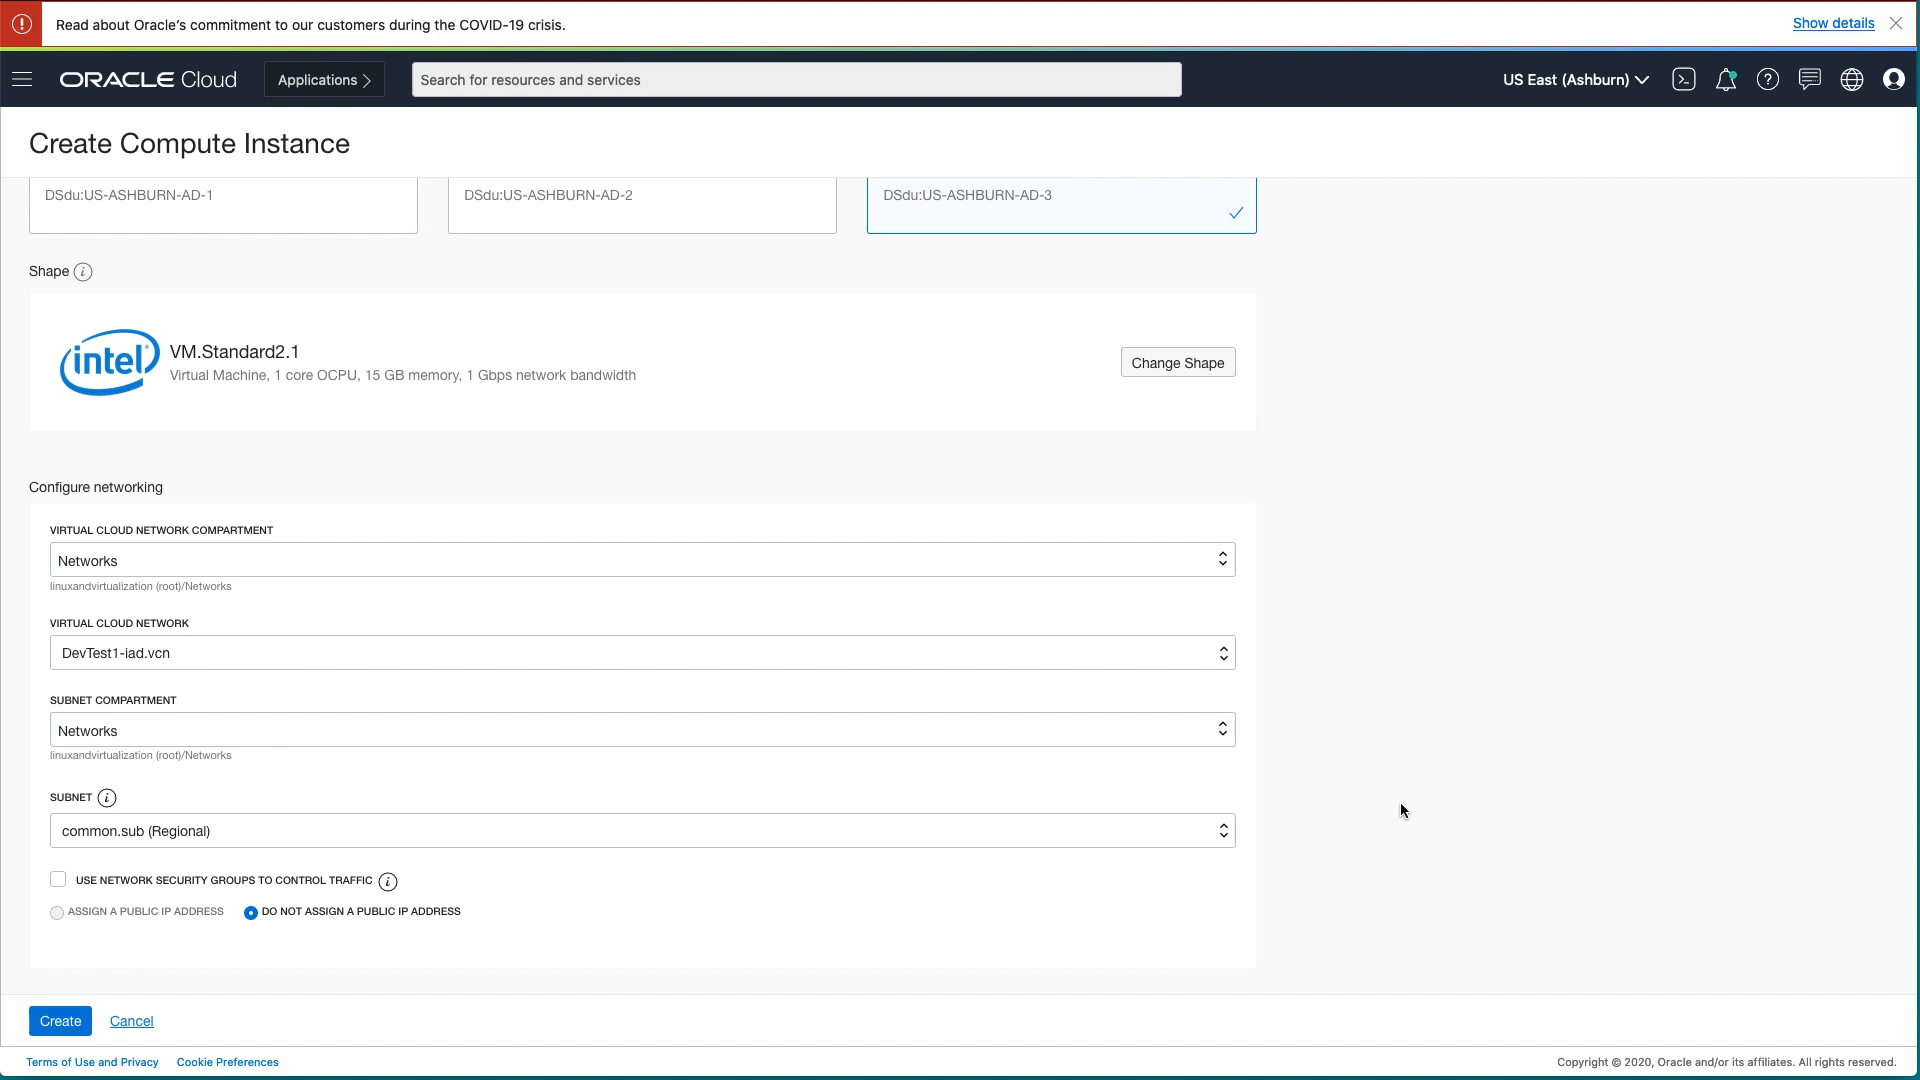 Read about Oracle's commitment to our customers during the COVID-19 crisis.
Show details
ORACLE Cloud
Applications
Search for resources and services
US East (Ashburn)
Create Compute Instance
DSdu:US-ASHBURN-AD-1
DSdu:US-ASHBURN-AD-2
DSdu:US-ASHBURN-AD-3
Shape
intel
VM.Standard2.1
Virtual Machine, 1 core OCPU, 15 GB memory, 1 Gbps network bandwidth
Change Shape
Configure networking
VIRTUAL CLOUD NETWORK COMPARTMENT
Networks
linuxandvirtualization (root)/Networks
VIRTUAL CLOUD NETWORK
DevTest1-iad.vcn
SUBNET COMPARTMENT
Networks
linuxandvirtualization (root)/Networks
SUBNET
common.sub (Regional)
USE NETWORK SECURITY GROUPS TO CONTROL TRAFFIC
ASSIGN A PUBLIC IP ADDRESS
DO NOT ASSIGN A PUBLIC IP ADDRESS
Create
Cancel
Terms of Use and Privacy
Cookie Preferences
Copyright © 2020, Oracle and/or its affiliates. All rights reserved.